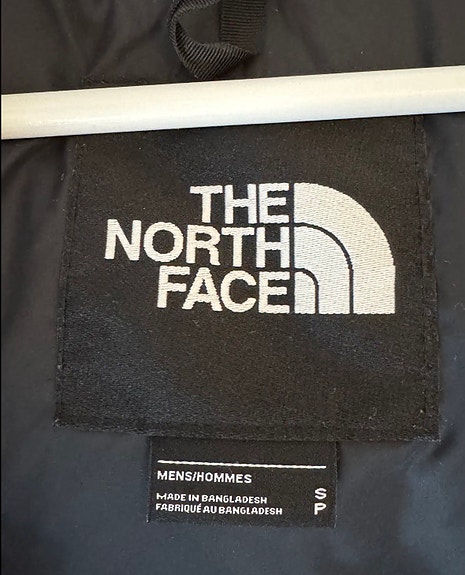 THE
NORTH
FACE
MENS/HOMMES
MADE IN BANGLADESH S
FABRIQUÉ AU BANGLADESH P